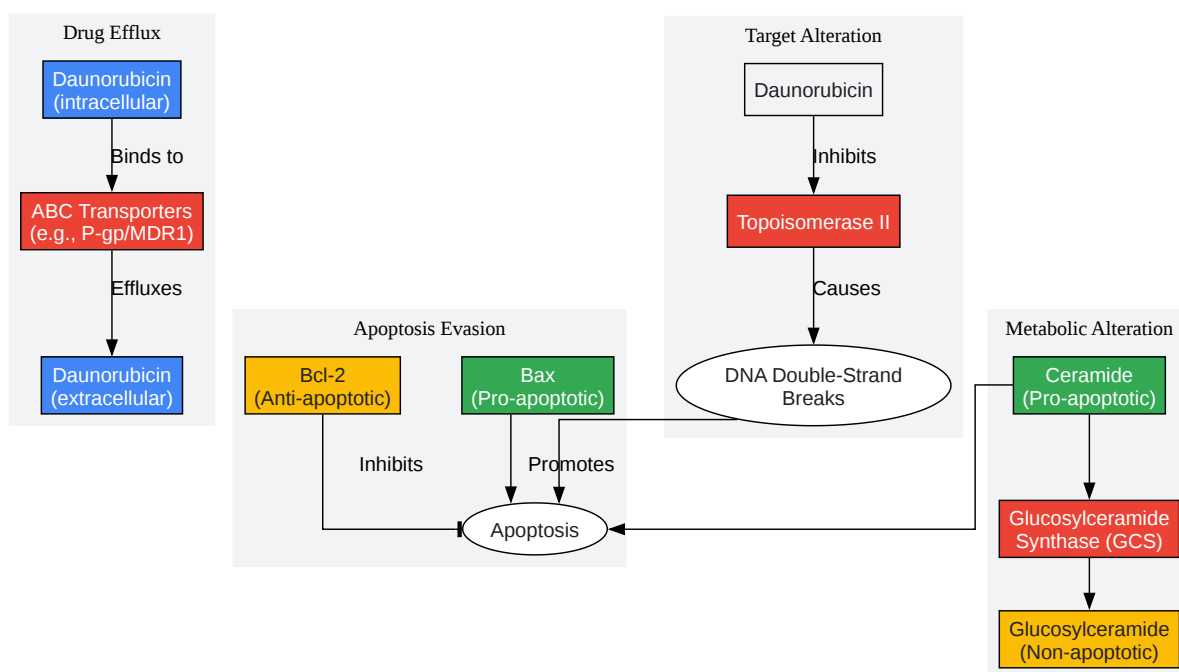 Drug Efflux
Daunorubicin
(intracellular)
Binds to
ABC Transporters
(e.g., P-gp/MDR1)
Effluxes
Daunorubicin
(extracellular)
Target Alteration
Daunorubicin
Inhibits
Topoisomerase II
Causes
DNA Double-Strand
Breaks
Apoptosis Evasion
Bcl-2
(Anti-apoptotic)
Bax
(Pro-apoptotic)
Inhibits
Promotes
Apoptosis
Metabolic Alteration
Ceramide
(Pro-apoptotic)
Glucosylceramide
Synthase (GCS)
Glucosylceramide
(Non-apoptotic)